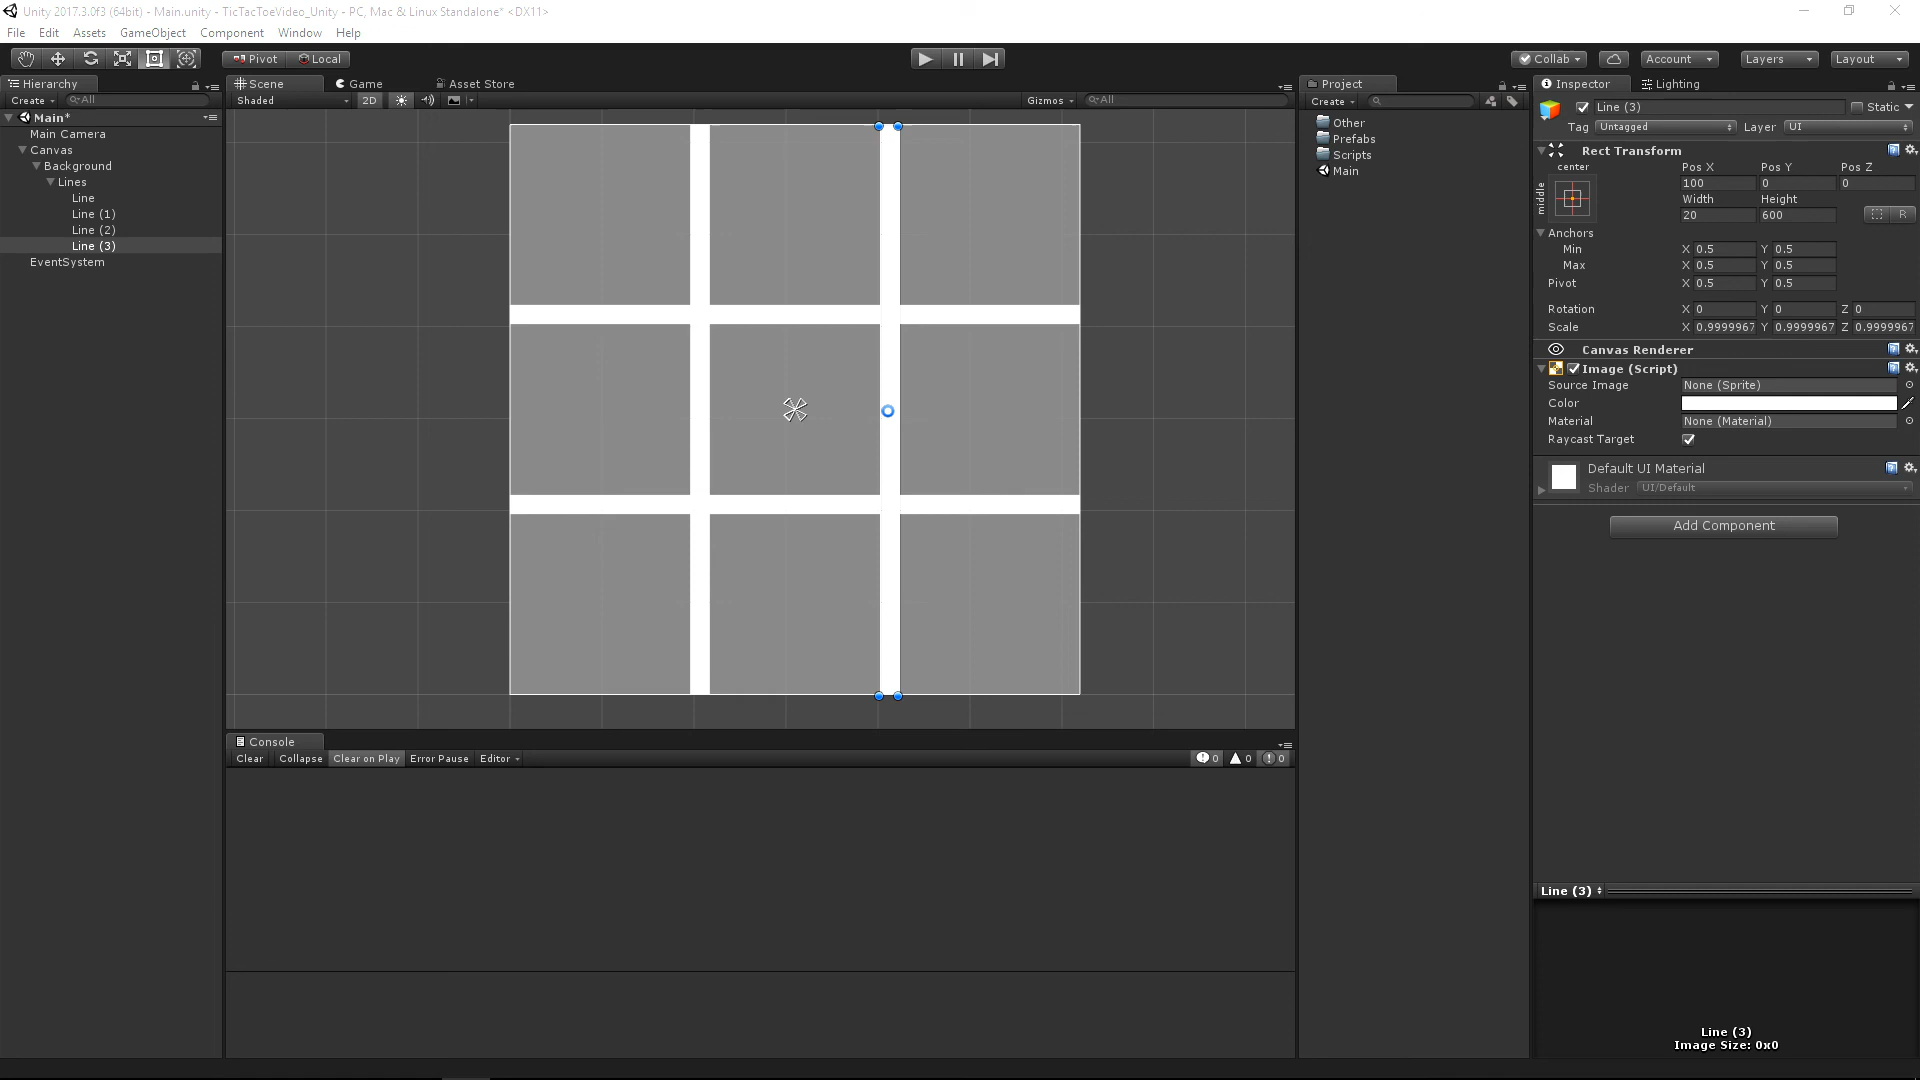 Unity 2017.3.0f3 (64bit) - Main.unity - TicTacToeVideo_Unity - PC, Mac & Linux Standalone* <DX11>
File Edit Assets GameObject Component Window Help
Pivot Local Collab Account Layers Layout
Hierarchy
Create All
Main*
Main Camera
Canvas
Background
Lines
Line
Line (1)
Line (2)
Line (3)
EventSystem
Scene Game Asset Store
Shaded 2D Gizmos All
Console
Clear Collapse Clear on Play Error Pause Editor 0 0 0
Project
Create
Other
Prefabs
Scripts
Main
Inspector Lighting
Line (3) Static
Tag Untagged Layer UI
Rect Transform
center
middle
Pos X Pos Y Pos Z
100 0 0
Width Height
20 600 R
Anchors
Min X 0.5 Y 0.5
Max X 0.5 Y 0.5
Pivot X 0.5 Y 0.5
Rotation X 0 Y 0 Z 0
Scale X 0.9999967 Y 0.9999967 Z 0.9999967
Canvas Renderer
Image (Script)
Source Image None (Sprite)
Color
Material None (Material)
Raycast Target
Default UI Material
Shader UI/Default
Add Component
Line (3)
Line (3)
Image Size: 0x0